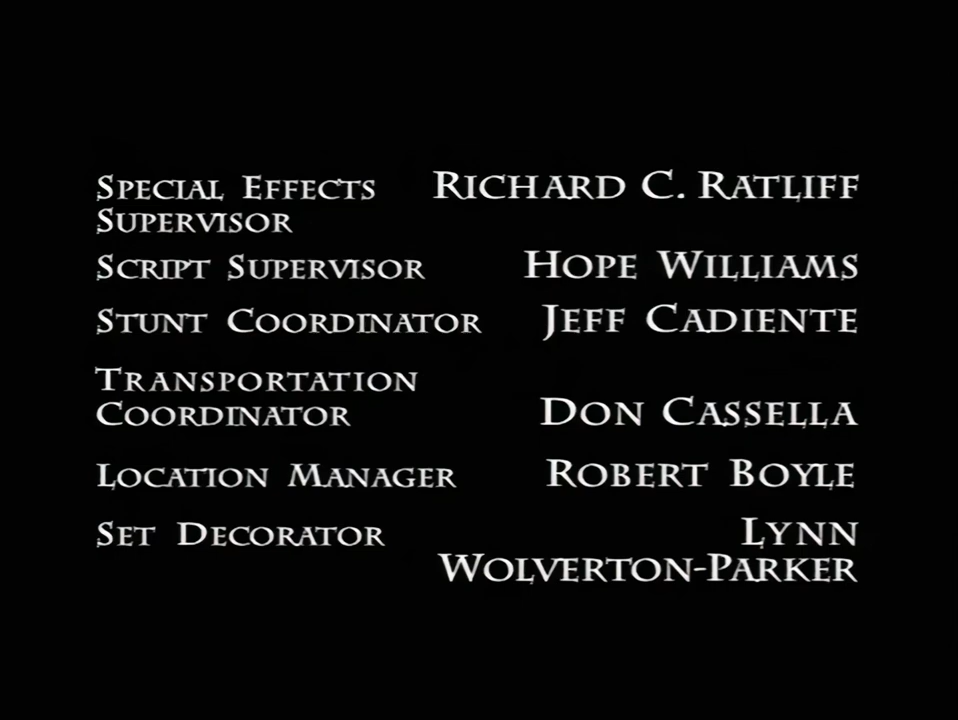 Special Effects Richard C. Ratliff
Supervisor
Script Supervisor Hope Williams
Stunt Coordinator Jeff Cadiente
Transportation
Coordinator Don Cassella
Location Manager Robert Boyle
Set Decorator Lynn
Wolverton-Parker